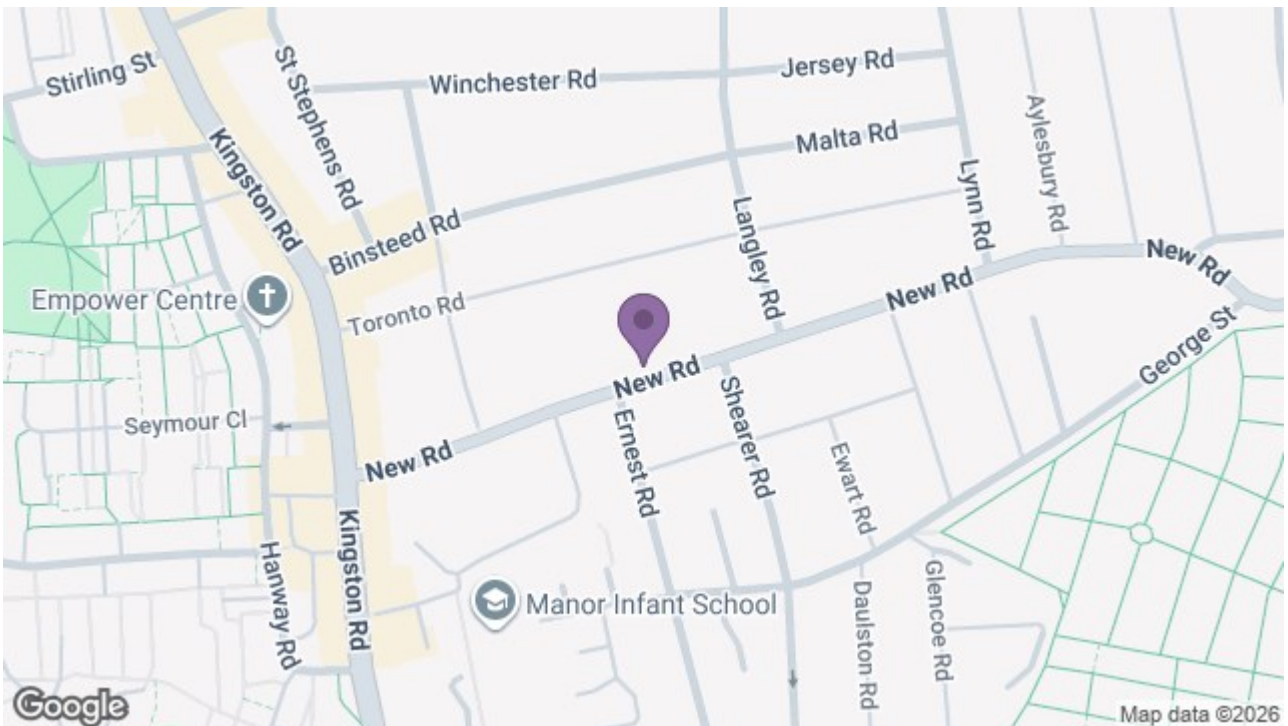 Stirling St
St Stephens Rd
Winchester Rd
Jersey Rd
Malta Rd
Aylesbury Rd
Kingston Rd
Lynn Rd
Binsteed Rd
Langley Rd
New Rd
New Rd
Empower Centre
Toronto Rd
George St
New Rd
Seymour Cl
Ernest Rd
Shearer Rd
Ewart Rd
New Rd
Kingston Rd
Hanway Rd
Manor Infant School
Daulston Rd
Glencoe Rd
Google
Map data ©2026